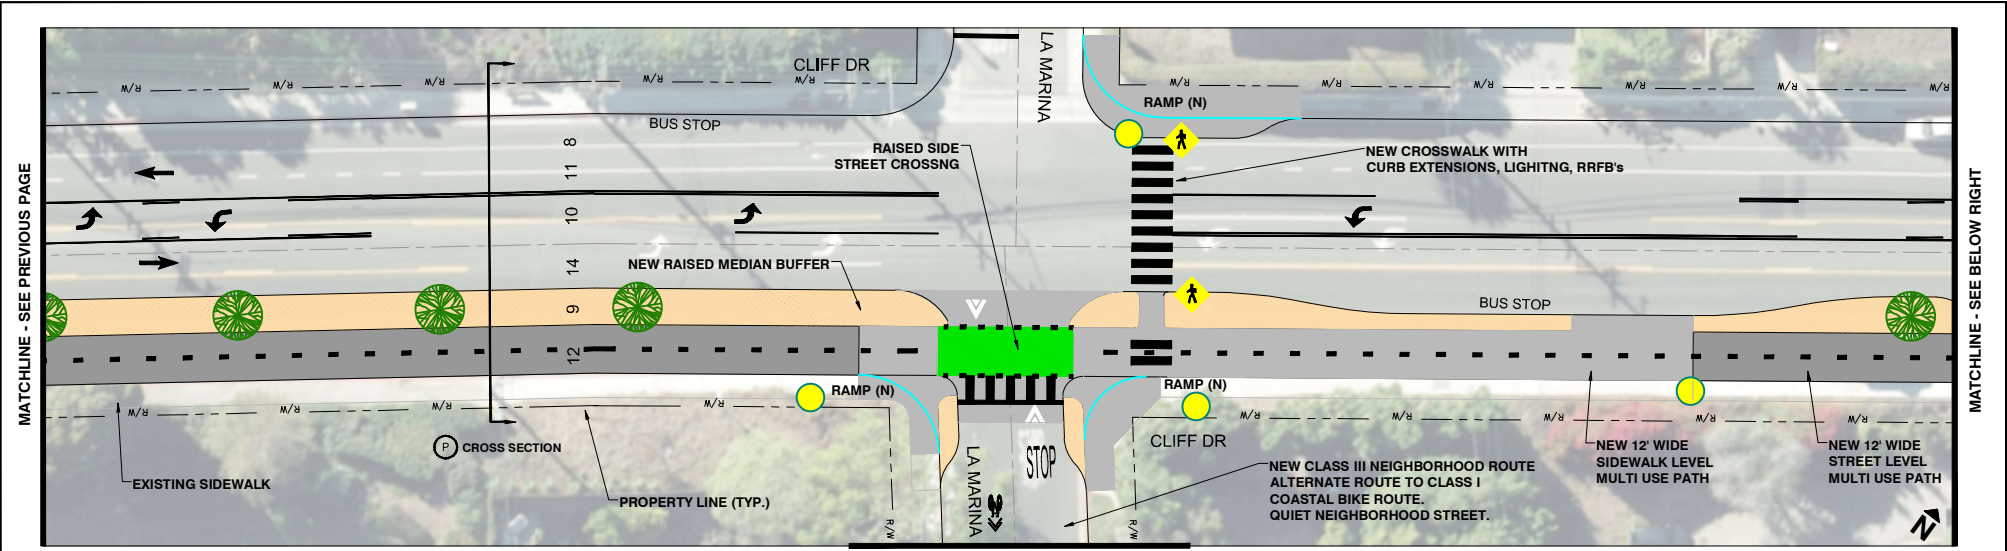 MATCHLINE - SEE PREVIOUS PAGE
CLIFF DR
R/W R/W R/W R/W R/W
LA MARINA
R/W R/W R/W R/W
RAMP (N)
BUS STOP
8
11
10
14
9
12
RAISED SIDE
STREET CROSSNG
NEW CROSSWALK WITH
CURB EXTENSIONS, LIGHITNG, RRFB's
NEW RAISED MEDIAN BUFFER
BUS STOP
RAMP (N)
RAMP (N)
R/W R/W R/W R/W
R/W R/W R/W R/W R/W
P CROSS SECTION
EXISTING SIDEWALK
PROPERTY LINE (TYP.)
LA MARINA
STOP
R/W
R/W
CLIFF DR
NEW CLASS III NEIGHBORHOOD ROUTE
ALTERNATE ROUTE TO CLASS I
COASTAL BIKE ROUTE.
QUIET NEIGHBORHOOD STREET.
NEW 12' WIDE
SIDEWALK LEVEL
MULTI USE PATH
NEW 12' WIDE
STREET LEVEL
MULTI USE PATH
N
MATCHLINE - SEE BELOW RIGHT